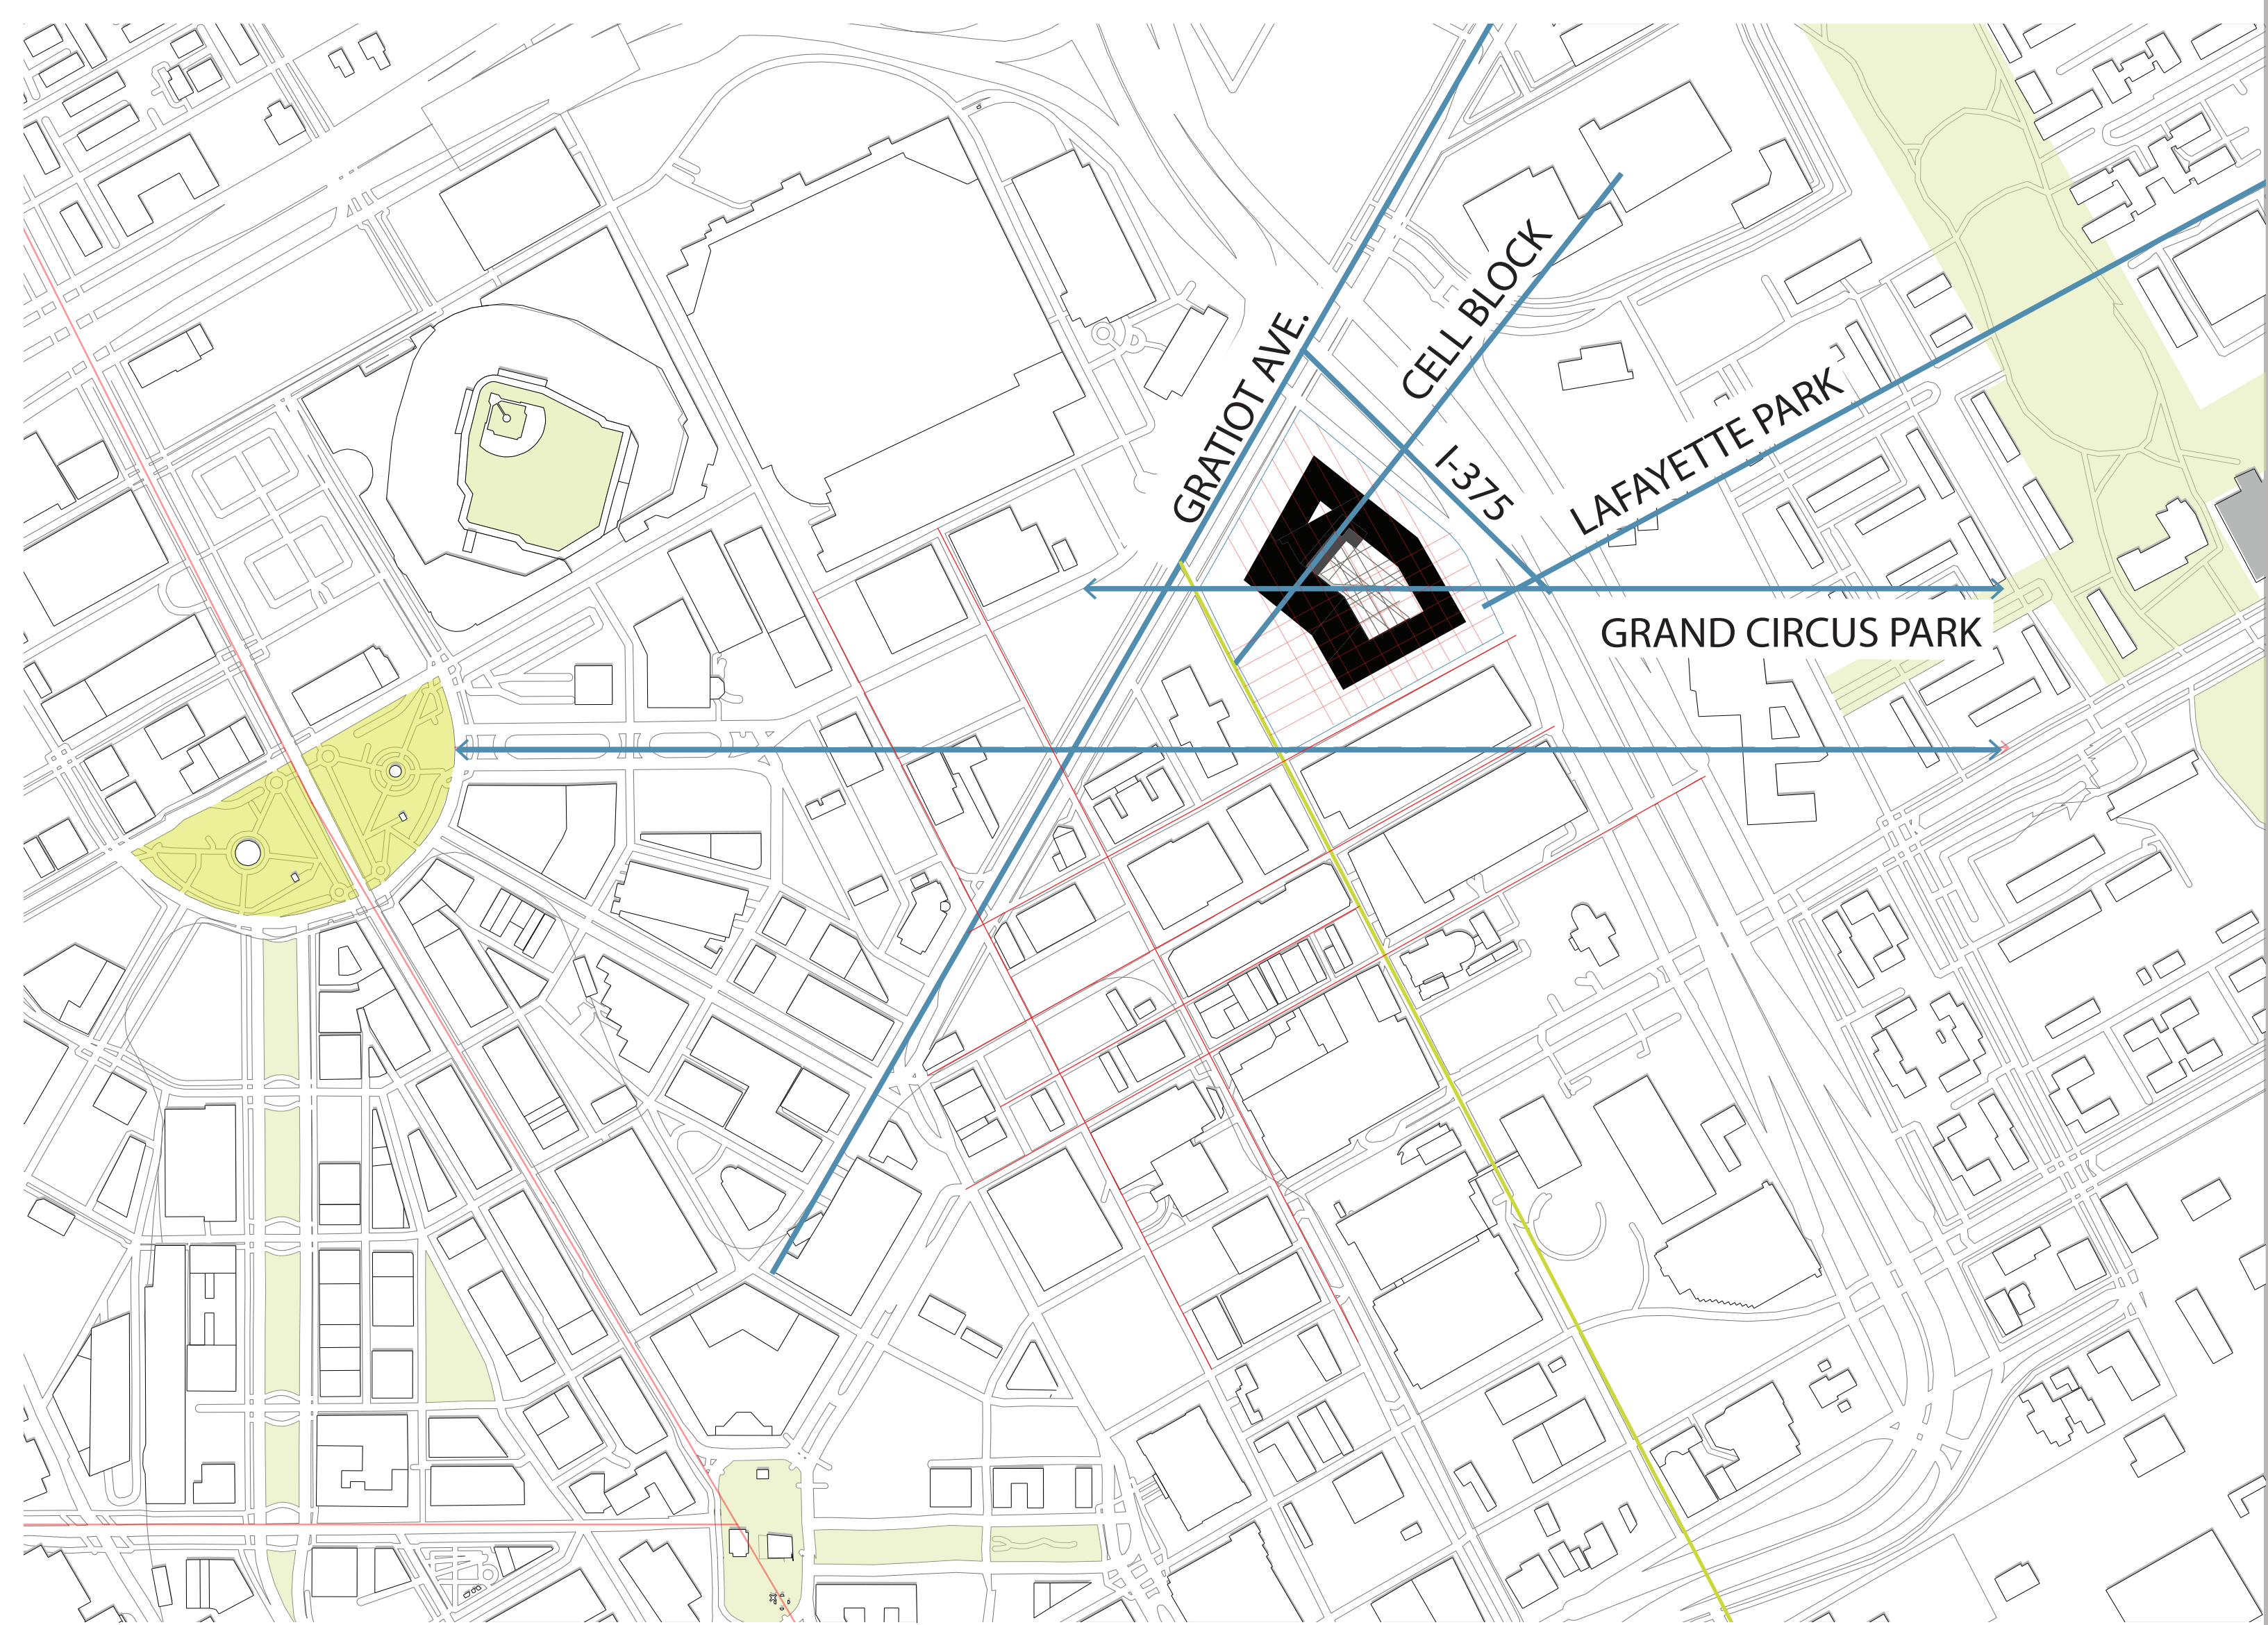 GRATIOT AVE.
CELL BLOCK
I-375
LAFAYETTE PARK
GRAND CIRCUS PARK